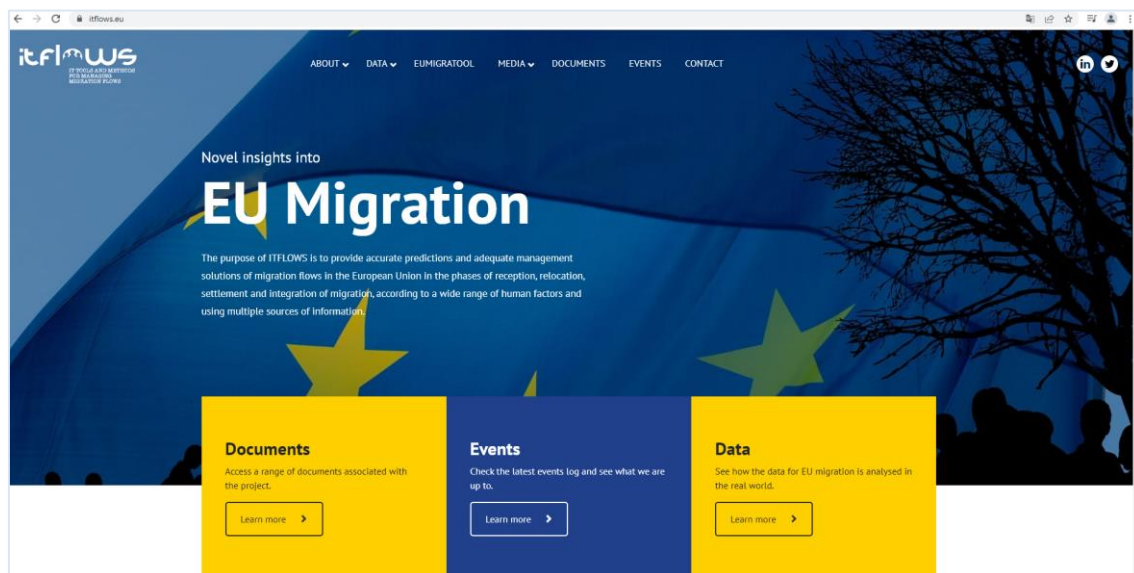 itflows.eu
itflows
IT TOOLS AND METHODS
FOR MANAGING
MIGRATION FLOWS
ABOUT DATA EUMIGRATOOL MEDIA DOCUMENTS EVENTS CONTACT
in
Novel insights into
EU Migration
The purpose of ITFLOWS is to provide accurate predictions and adequate management
solutions of migration flows in the European Union in the phases of reception, relocation,
settlement and integration of migration, according to a wide range of human factors and
using multiple sources of information.
Documents
Access a range of documents associated with
the project.
Learn more
Events
Check the latest events log and see what we are
up to.
Learn more
Data
See how the data for EU migration is analysed in
the real world.
Learn more